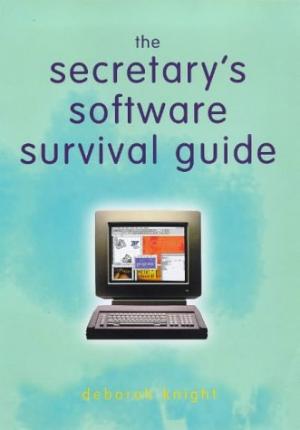 the
secretary's
software
survival guide
deborah knight